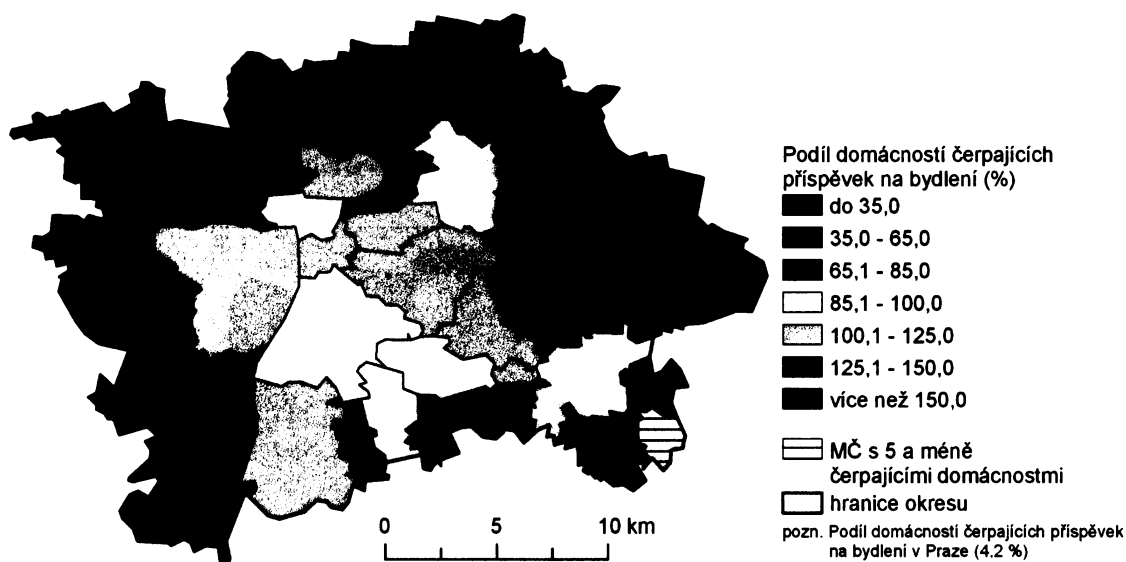 Podíl domácností čerpajících
příspěvek na bydlení (%)
do 35,0
35,0 - 65,0
65,1 - 85,0
85,1 - 100,0
100,1 - 125,0
125,1 - 150,0
více než 150,0
MČ s 5 a méně
čerpajícími domácnostmi
hranice okresu
pozn. Podíl domácností čerpajících příspěvek
na bydlení v Praze (4.2 %)
0 5 10 km